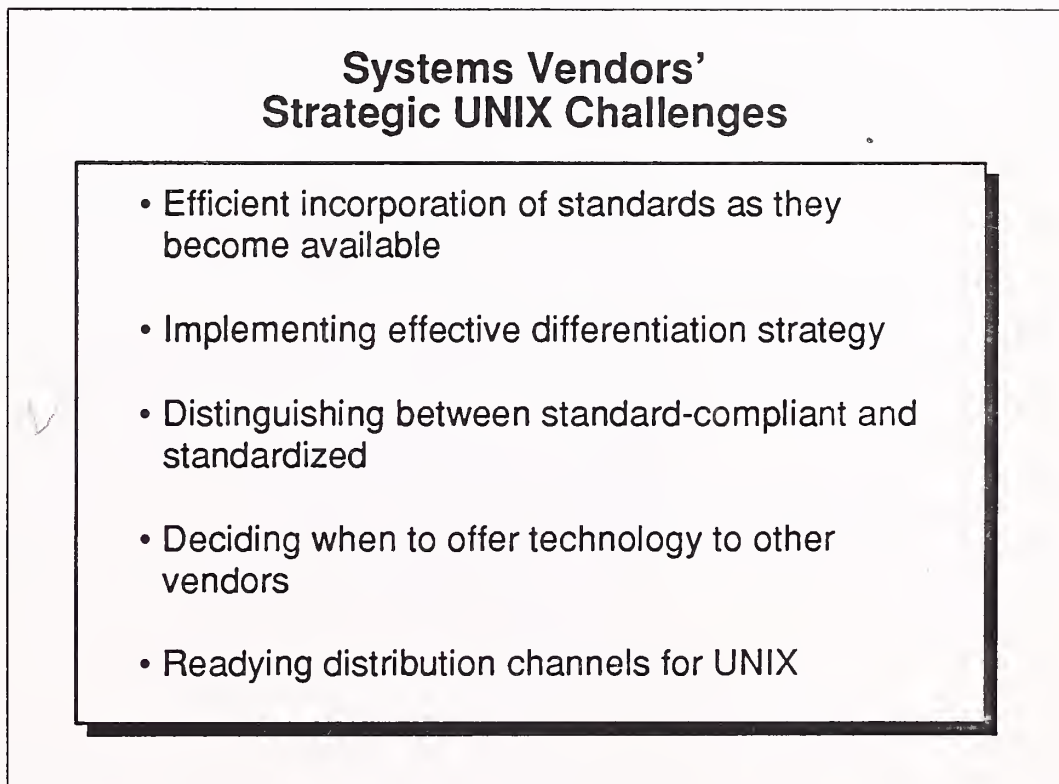 Systems Vendors'
Strategic UNIX Challenges
• Efficient incorporation of standards as they
become available
• Implementing effective differentiation strategy
• Distinguishing between standard-compliant and
standardized
• Deciding when to offer technology to other
vendors
• Readying distribution channels for UNIX